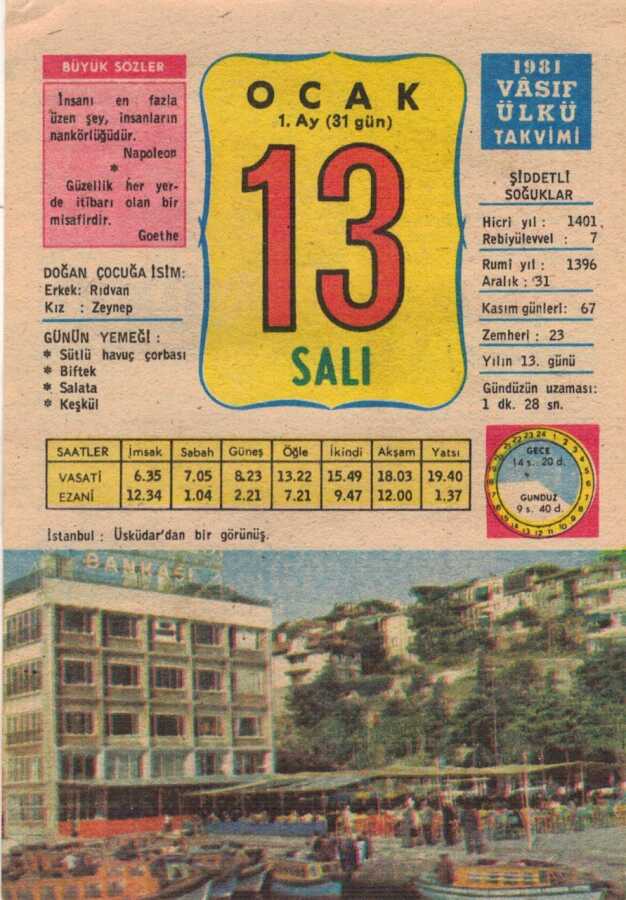 BÜYÜK SÖZLER
İnsanı en fazla
üzen şey, insanların
nankörlüğüdür.
Napoleon
*
Güzellik her yer-
de itibarı olan bir
misafirdir.
Goethe
DOĞAN ÇOCUĞA İSİM:
Erkek: Rıdvan
Kız : Zeynep
GÜNÜN YEMEĞİ :
* Sütlü havuç çorbası
* Biftek
* Salata
* Keşkül
OCAK
1. Ay (31 gün)
13
SALI
1981
VÂSIF
ÜLKÜ
TAKVİMİ
ŞİDDETLİ
SOĞUKLAR
Hicri yıl : 1401
Rebiyülevvel : 7
Rumi yıl : 1396
Aralık : 31
Kasım günleri: 67
Zemheri : 23
Yılın 13. günü
Gündüzün uzaması:
1 dk. 28 sn.
SAATLER İmsak Sabah Güneş Öğle İkindi Akşam Yatsı
VASATİ 6.35 7.05 8.23 13.22 15.49 18.03 19.40
EZANİ 12.34 1.04 2.21 7.21 9.47 12.00 1.37
GECE
14 s. 20 d.
GÜNDÜZ
9 s. 40 d.
İstanbul : Üsküdar'dan bir görünüş.
BANKASI